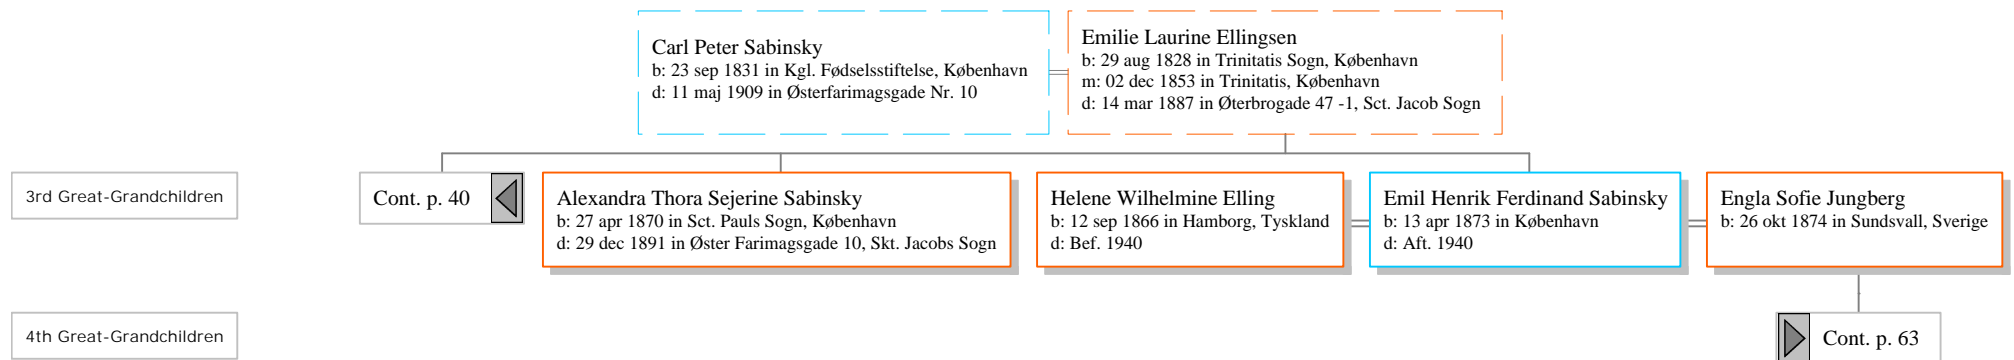 Carl Peter Sabinsky
b: 23 sep 1831 in Kgl. Fødselsstiftelse, København
d: 11 maj 1909 in Østerfarimagsgade Nr. 10
Emilie Laurine Ellingsen
b: 29 aug 1828 in Trinitatis Sogn, København
m: 02 dec 1853 in Trinitatis, København
d: 14 mar 1887 in Øterbrogade 47 -1, Sct. Jacob Sogn
3rd Great-Grandchildren
Cont. p. 40
Alexandra Thora Sejerine Sabinsky
b: 27 apr 1870 in Sct. Pauls Sogn, København
d: 29 dec 1891 in Øster Farimagsgade 10, Skt. Jacobs Sogn
Helene Wilhelmine Elling
b: 12 sep 1866 in Hamborg, Tyskland
d: Bef. 1940
Emil Henrik Ferdinand Sabinsky
b: 13 apr 1873 in København
d: Aft. 1940
Engla Sofie Jungberg
b: 26 okt 1874 in Sundsvall, Sverige
4th Great-Grandchildren
Cont. p. 63